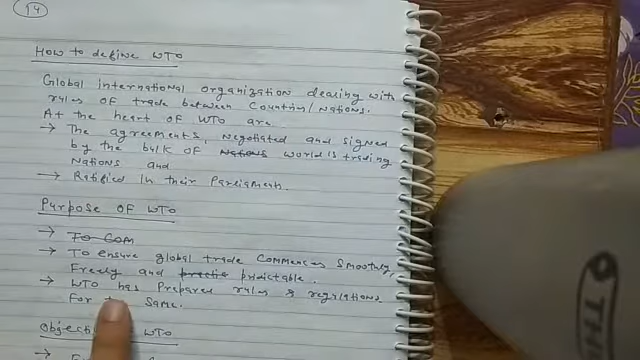 14
How to define WTO
Global international organization dealing with
rules of trade between Countries/Nations.
At the heart of WTO are.
→ The agreements, negotiated and signed
by the bulk of Nations world's trading
nations and
→ Ratified in their Parliament.
Purpose of WTO
→ To Com
→ To ensure global trade Commences smoothly,
Freely and predictable.
→ WTO has Prepared rules & regulations
For same.
WTO